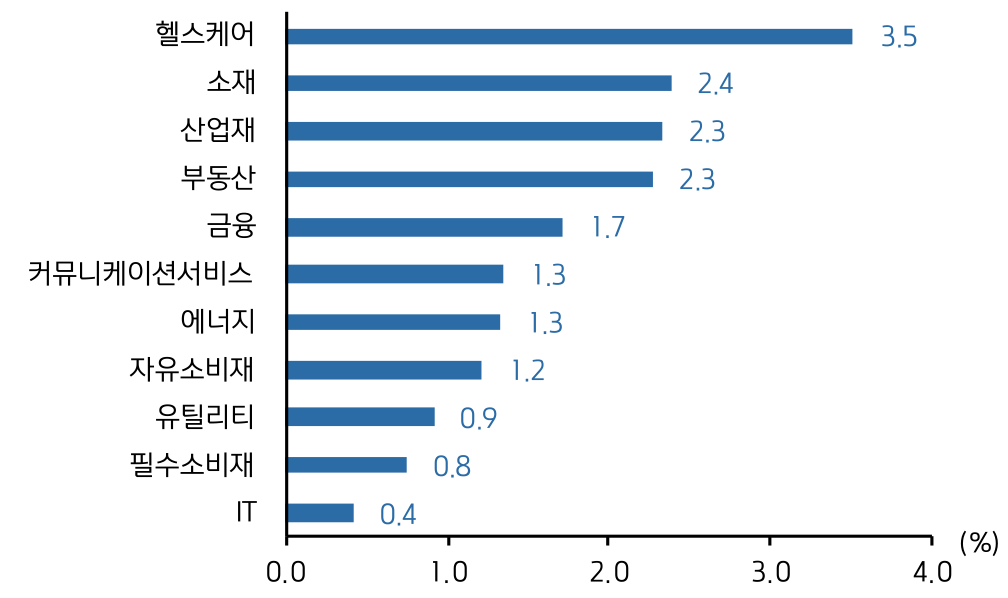 헬스케어 3.5
소재 2.4
산업재 2.3
부동산 2.3
금융 1.7
커뮤니케이션서비스 1.3
에너지 1.3
자유소비재 1.2
유틸리티 0.9
필수소비재 0.8
IT 0.4
(%)
0.0 1.0 2.0 3.0 4.0